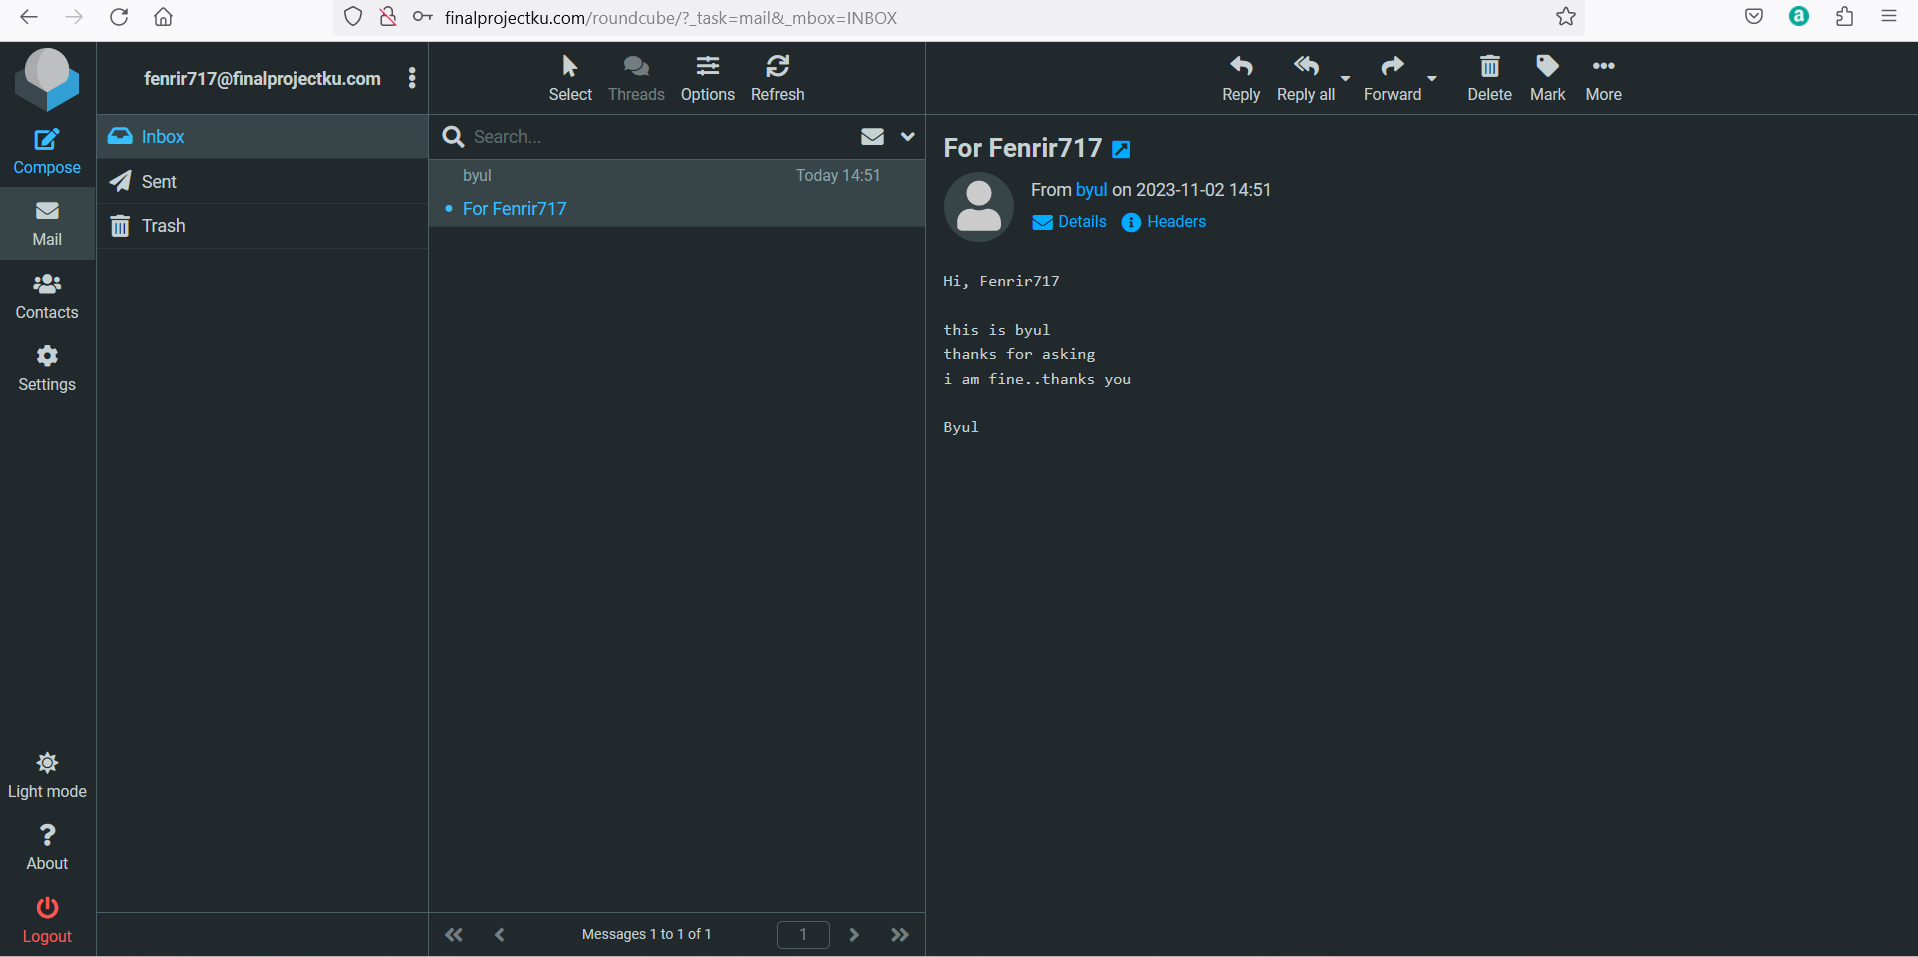 finalprojectku.com/roundcube/?_task=mail&_mbox=INBOX
a
fenrir717@finalprojectku.com
Select
Threads
Options
Refresh
Reply
Reply all
Forward
Delete
Mark
More
Compose
Mail
Contacts
Settings
Light mode
? About
Logout
Inbox
Sent
Trash
Search...
byul
Today 14:51
• For Fenrir717
Messages 1 to 1 of 1
1
For Fenrir717
From byul on 2023-11-02 14:51
Details
Headers
Hi, Fenrir717
this is byul
thanks for asking
i am fine..thanks you
Byul